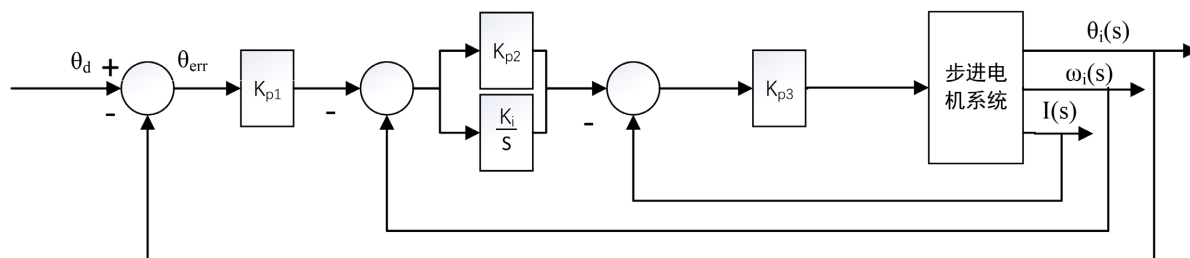 θd + θerr
-
Kp1
-
Kp2
Ki
s
-
Kp3
步进电
机系统
θi(s)
ωi(s)
I(s)